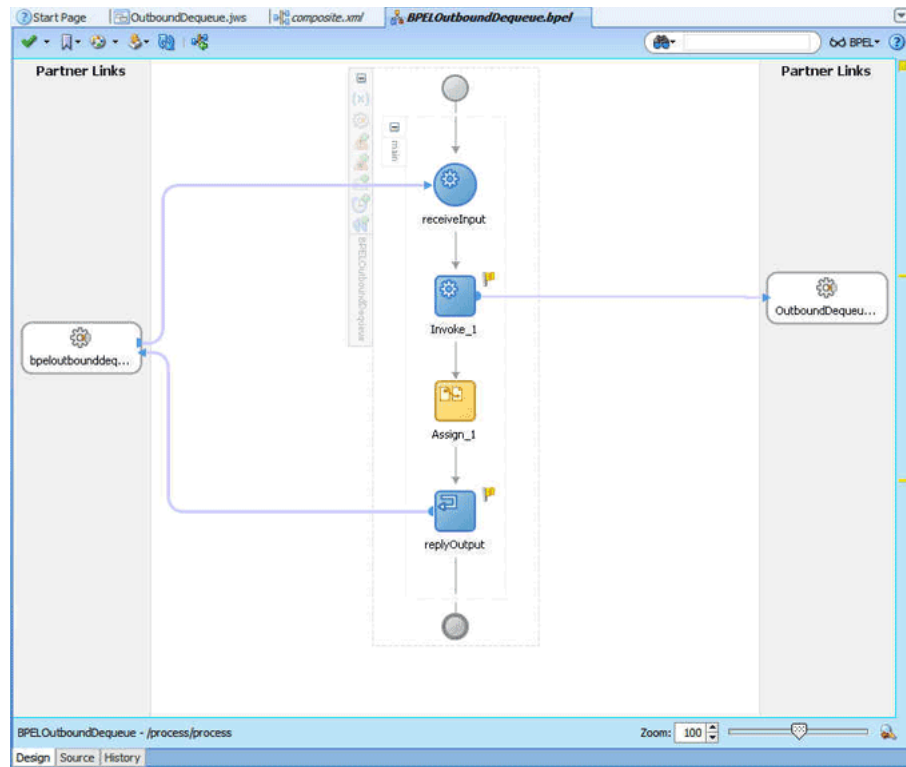 Start Page OutboundDequeue.jws composite.xml BPELOutboundDequeue.bpel
BPEL
Partner Links
Partner Links
main
receiveInput
BPELOutboundDequeue
Invoke_1
OutboundDequeu...
bpeloutbounddeq...
Assign_1
replyOutput
BPELOutboundDequeue - /process/process
Zoom: 100
Design Source History